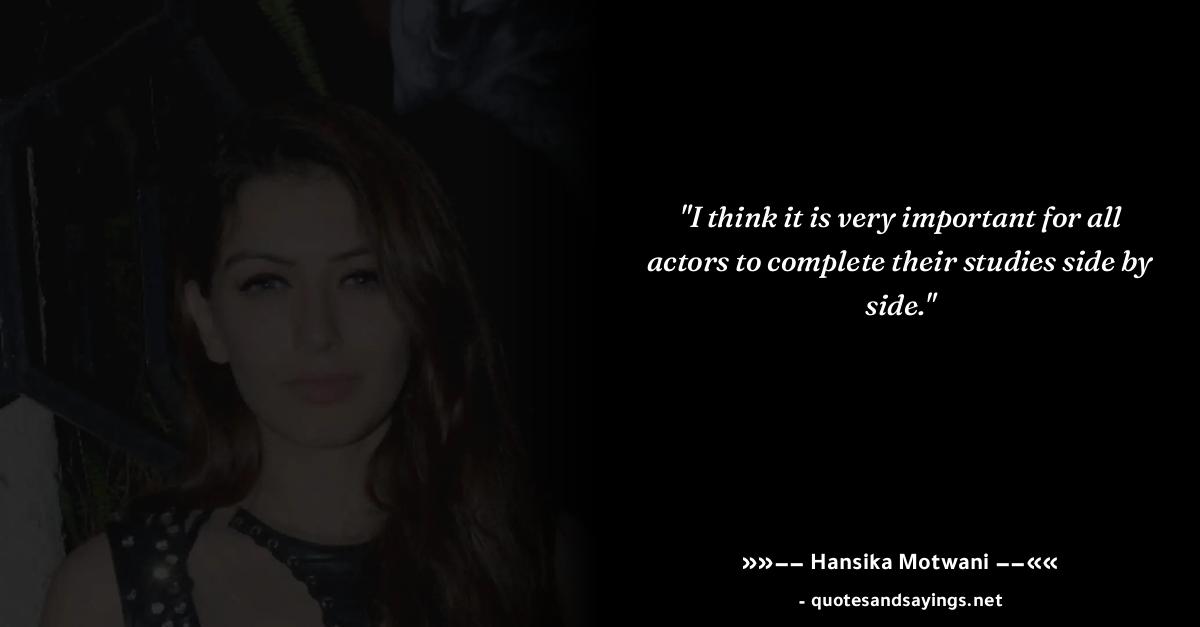 "I think it is very important for all
actors to complete their studies side by
side."
»»–– Hansika Motwani ––««
- quotesandsayings.net